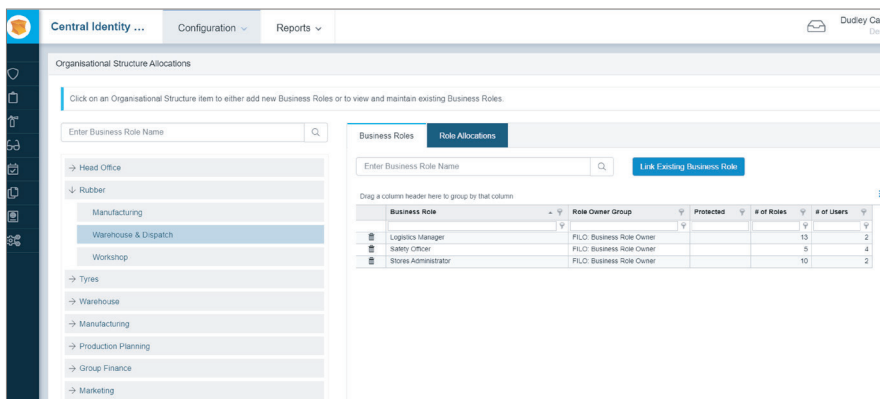 Central Identity ...
Configuration
Reports
Dudley Ca
De
Organisational Structure Allocations
Click on an Organisational Structure item to either add new Business Roles or to view and maintain existing Business Roles.
Enter Business Role Name
Head Office
Rubber
Manufacturing
Warehouse & Dispatch
Workshop
Tyres
Warehouse
Manufacturing
Production Planning
Group Finance
Marketing
Business Roles
Role Allocations
Enter Business Role Name
Link Existing Business Role
Drag a column header here to group by that column
Business Role Role Owner Group Protected # of Roles # of Users
Logistics Manager FILO: Business Role Owner 13 2
Safety Officer FILO: Business Role Owner 5 4
Stores Administrator FILO: Business Role Owner 10 2